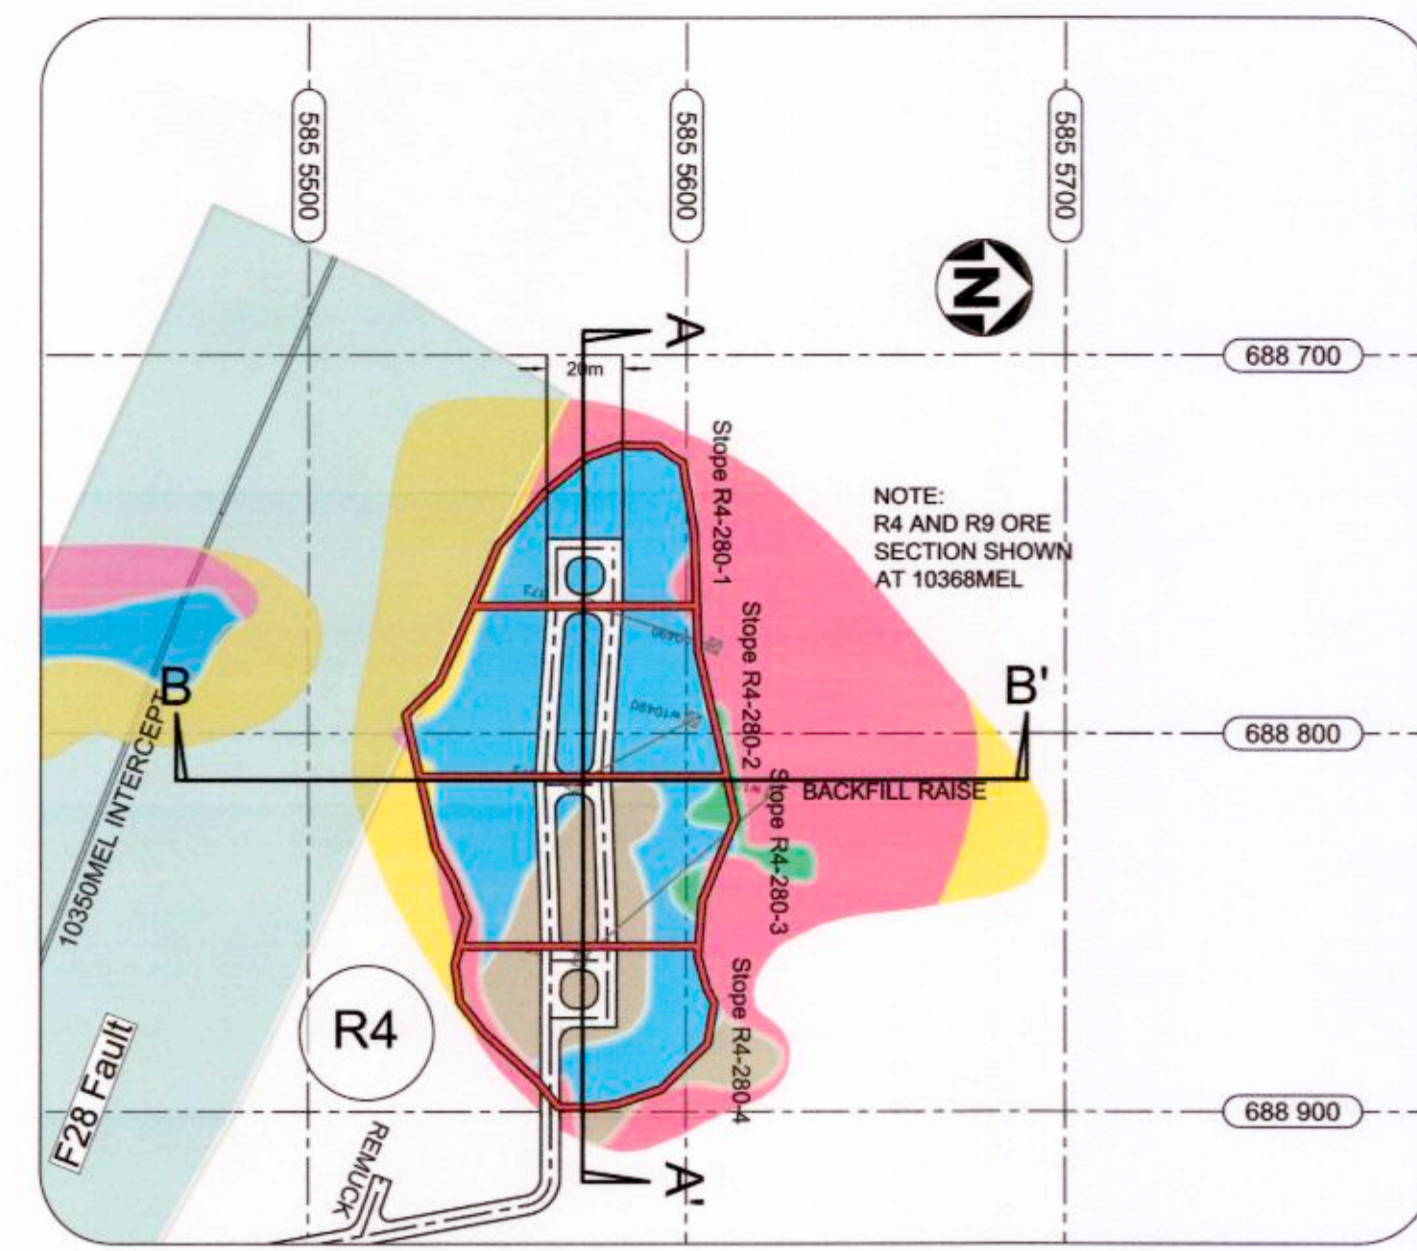 585 5500
585 5600
585 5700
N
A
688 700
20m
Stope R4-280-1
NOTE:
R4 AND R9 ORE
SECTION SHOWN
AT 10368MEL
w10490
Stope R4-280-2
B
B'
688 800
BACKFILL RAISE
10350MEL INTERCEPT
Stope R4-280-3
R4
Stope R4-280-4
F28 Fault
688 900
REMUCK
A'